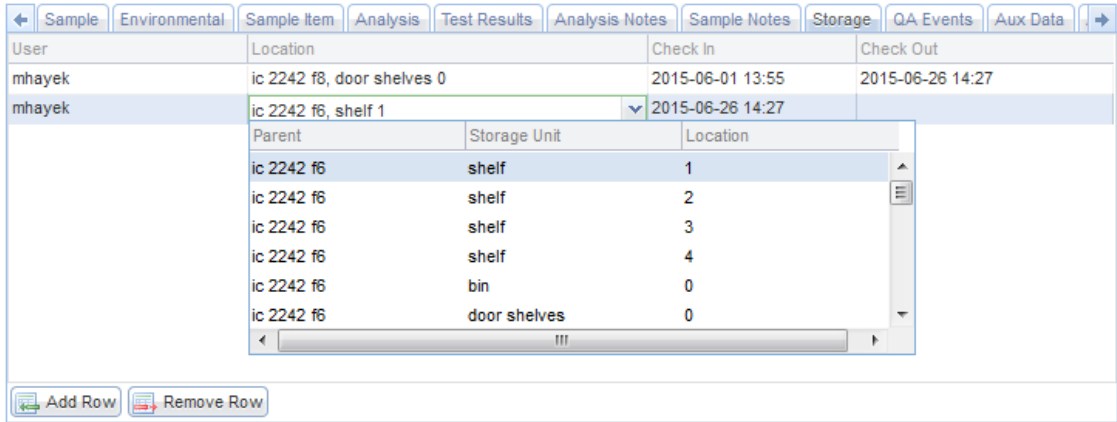 Sample Environmental Sample Item Analysis Test Results Analysis Notes Sample Notes Storage QA Events Aux Data
User Location Check In Check Out
mhayek ic 2242 f8, door shelves 0 2015-06-01 13:55 2015-06-26 14:27
mhayek ic 2242 f6, shelf 1 2015-06-26 14:27
Parent Storage Unit Location
ic 2242 f6 shelf 1
ic 2242 f6 shelf 2
ic 2242 f6 shelf 3
ic 2242 f6 shelf 4
ic 2242 f6 bin 0
ic 2242 f6 door shelves 0
Add Row Remove Row